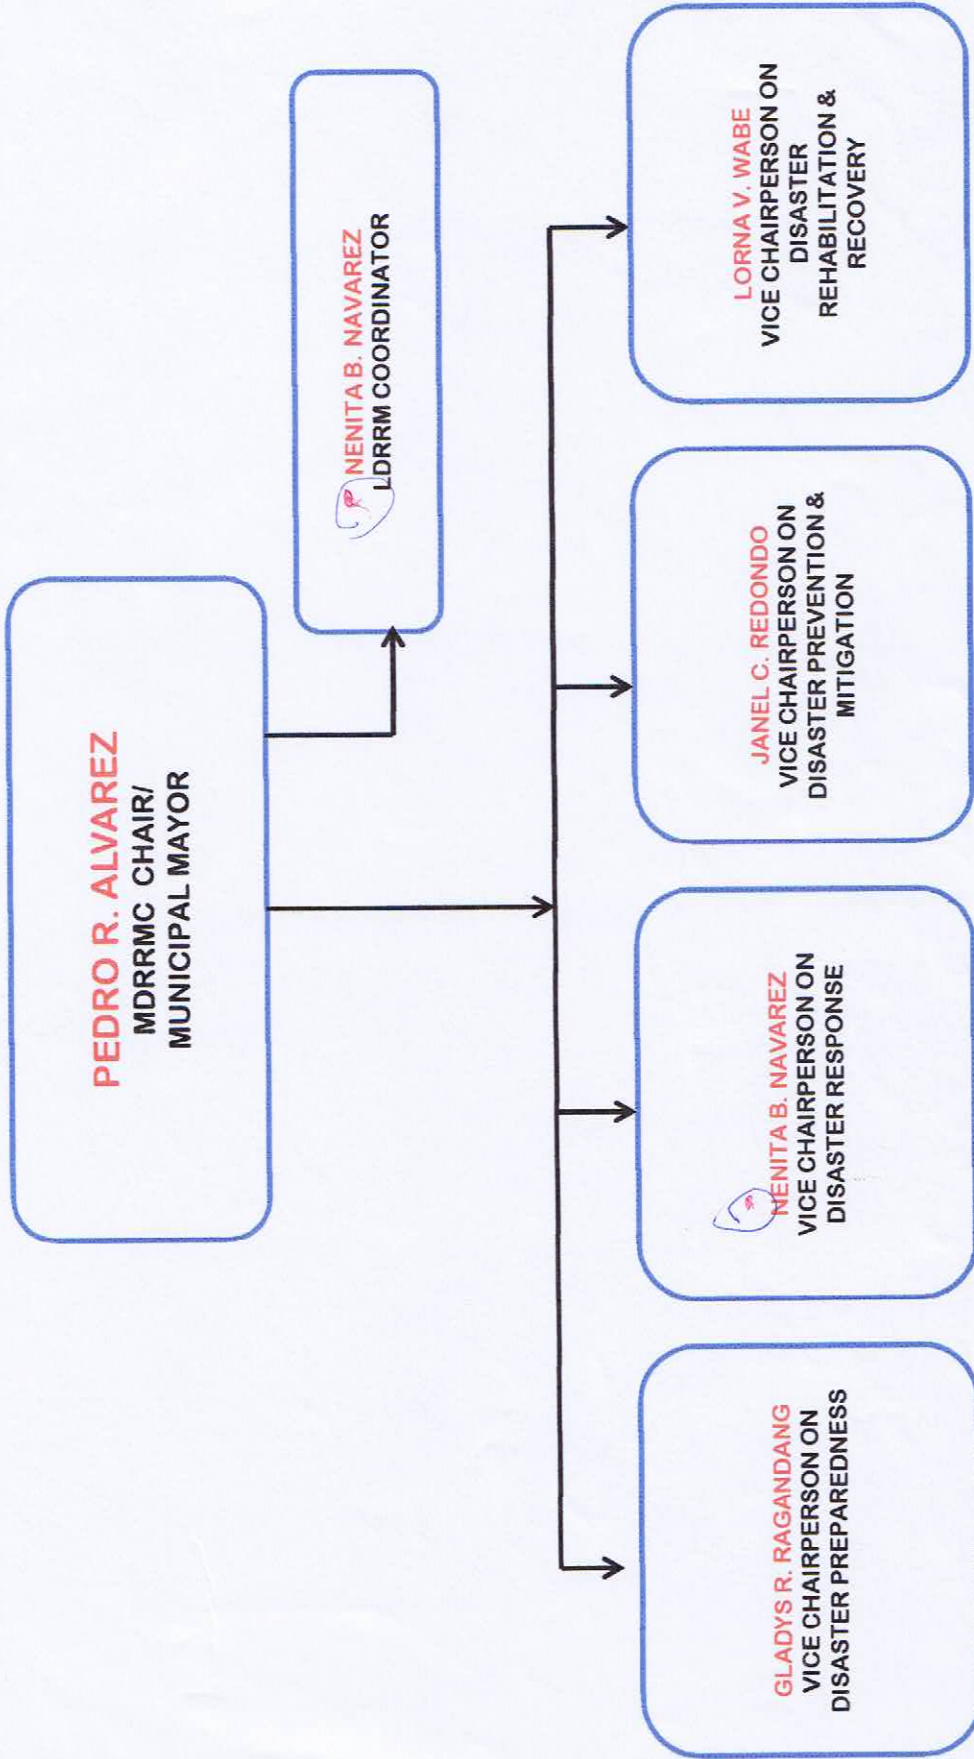 PEDRO R. ALVAREZ
MDRRMC CHAIR/
MUNICIPAL MAYOR
NENITA B. NAVAREZ
LDRRM COORDINATOR
GLADYS R. RAGANDANG
VICE CHAIRPERSON ON
DISASTER PREPAREDNESS
NENITA B. NAVAREZ
VICE CHAIRPERSON ON
DISASTER RESPONSE
JANEL C. REDONDO
VICE CHAIRPERSON ON
DISASTER PREVENTION &
MITIGATION
LORNA V. WABE
VICE CHAIRPERSON ON
DISASTER
REHABILITATION &
RECOVERY